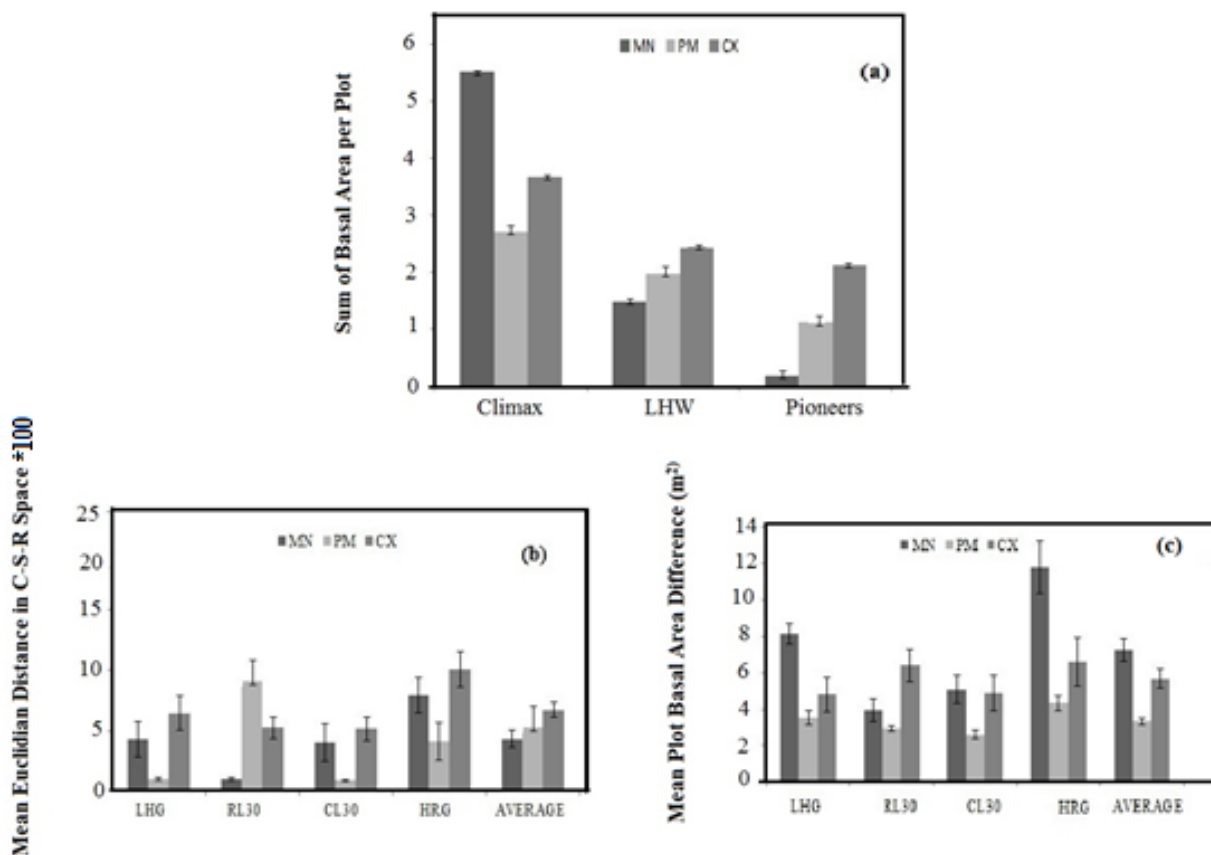 Sum of Basal Area per Plot
6
5
4
3
2
1
0
MN PM CX
(a)
Climax LHW Pioneers
Mean Euclidian Distance in C-S-R Space *100
25
20
15
10
5
0
MN PM CX
(b)
LHG RL30 CL30 HRG AVERAGE
Mean Plot Basal Area Difference (m²)
14
12
10
8
6
4
2
0
MN PM CX
(c)
LHG RL30 CL30 HRG AVERAGE